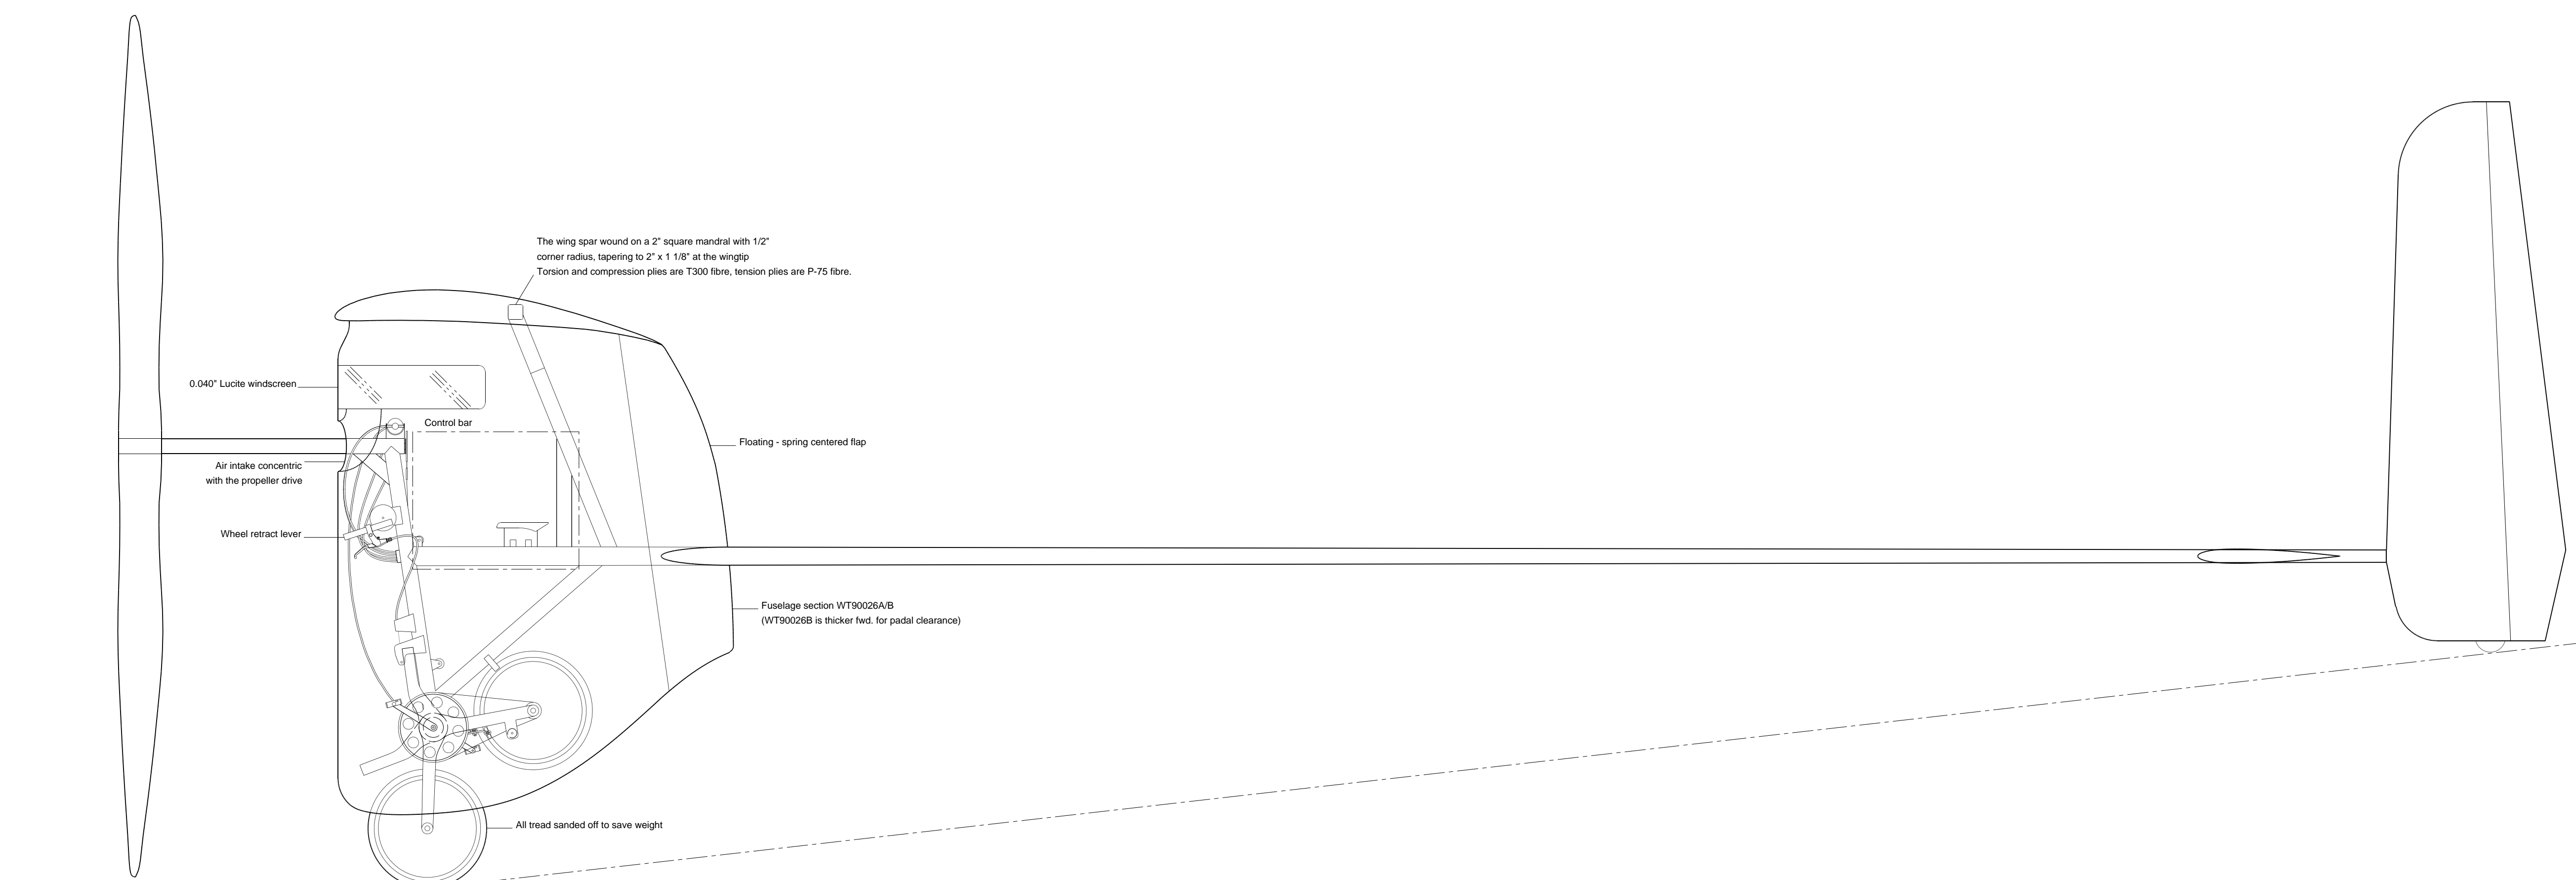 The wing spar wound on a 2" square mandral with 1/2"
corner radius, tapering to 2" x 1 1/8" at the wingtip
Torsion and compression plies are T300 fibre, tension plies are P-75 fibre.
0.040" Lucite windscreen
Control bar
Floating - spring centered flap
Air intake concentric
with the propeller drive
Wheel retract lever
Fuselage section WT90026A/B
(WT90026B is thicker fwd. for padal clearance)
All tread sanded off to save weight